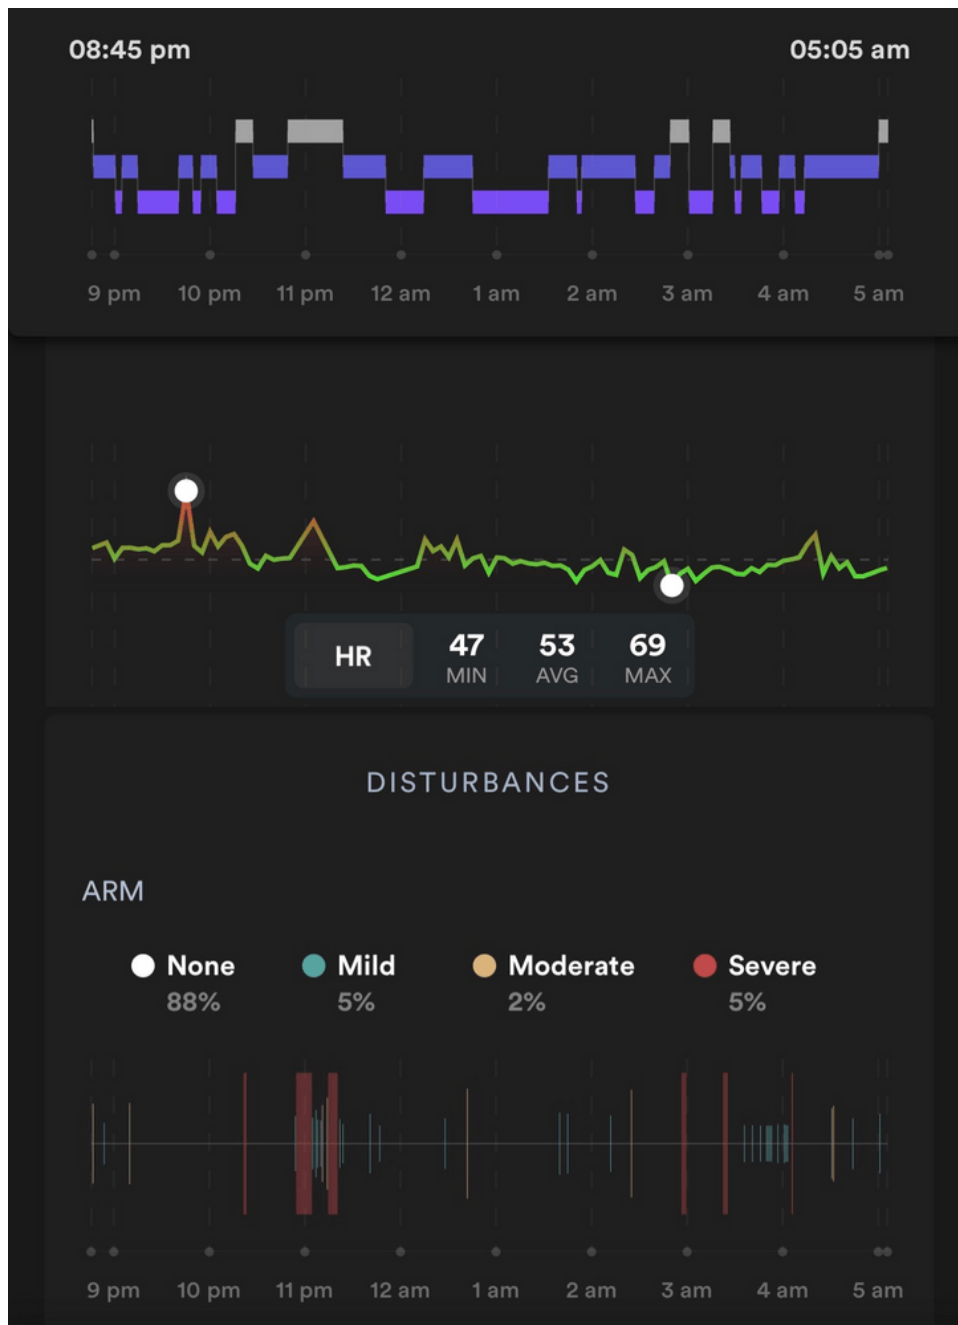 08:45 pm 05:05 am
9 pm 10 pm 11 pm 12 am 1 am 2 am 3 am 4 am 5 am
HR 47 53 69
MIN AVG MAX
DISTURBANCES
ARM
None Mild Moderate Severe
88% 5% 2% 5%
9 pm 10 pm 11 pm 12 am 1 am 2 am 3 am 4 am 5 am